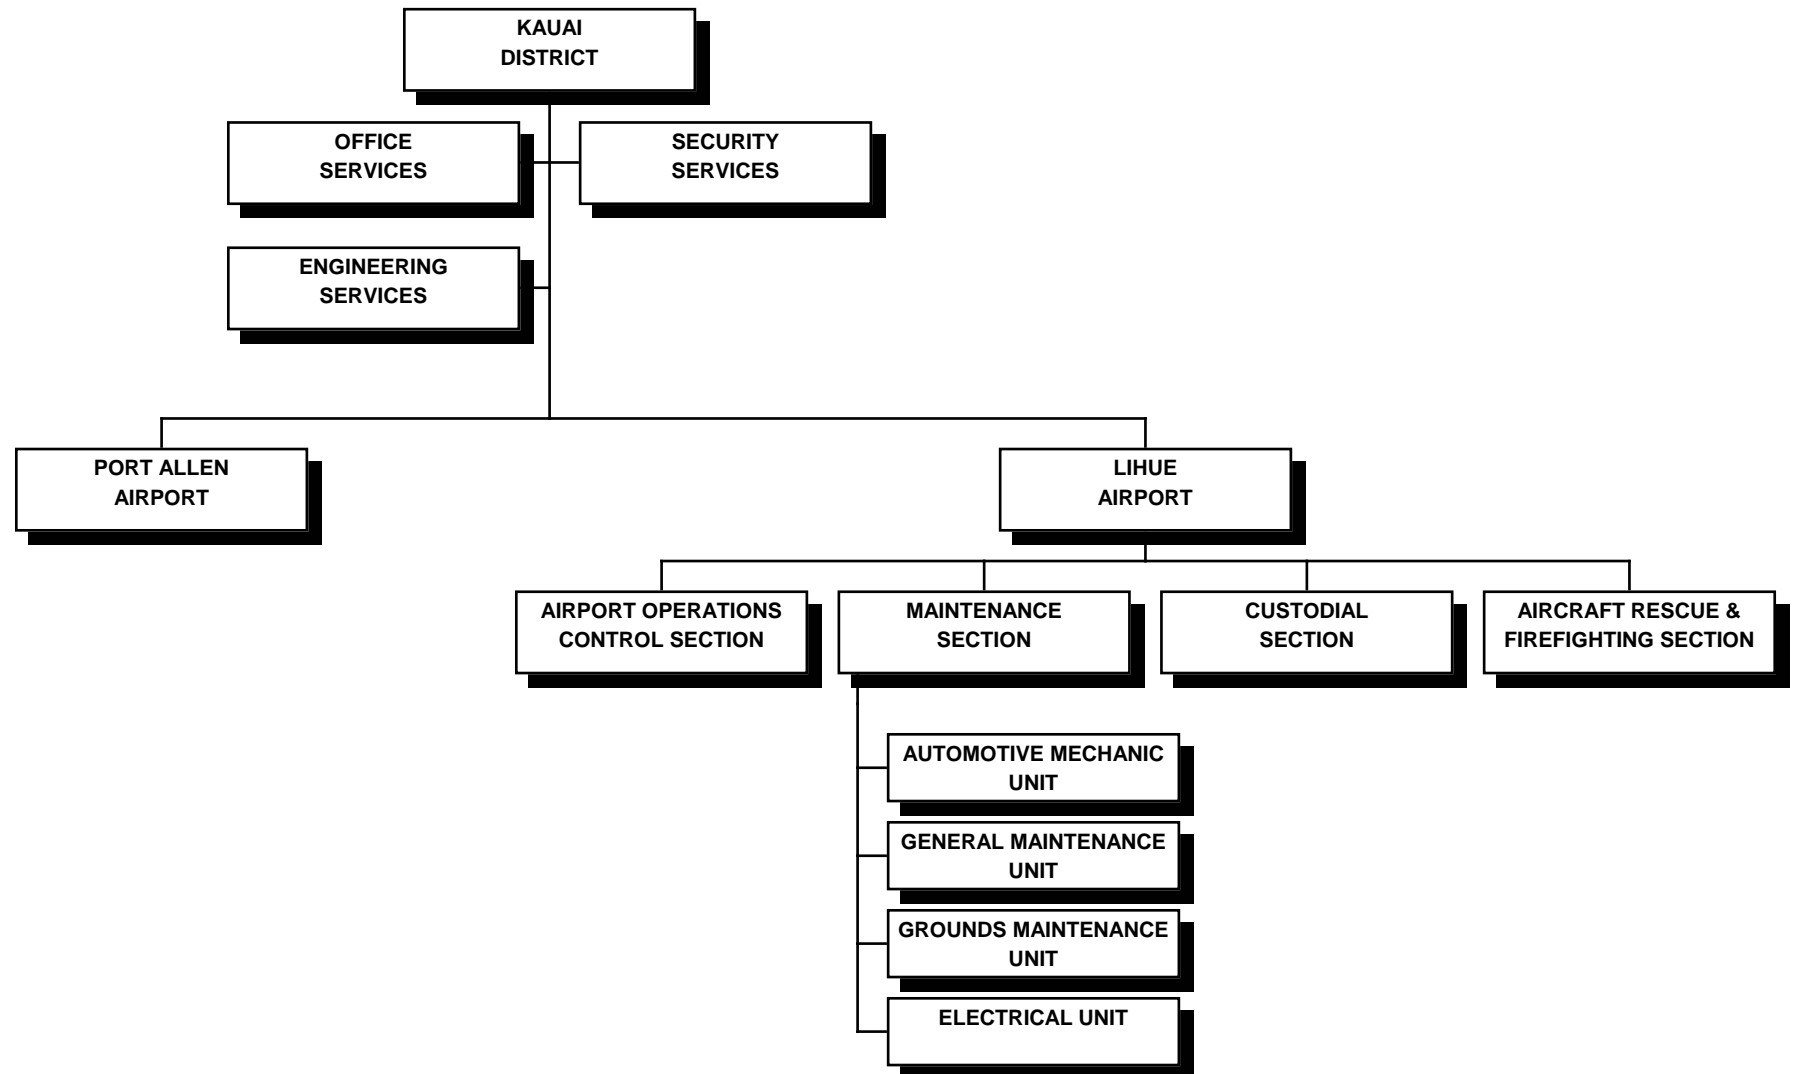 KAUAI
DISTRICT
OFFICE
SERVICES
SECURITY
SERVICES
ENGINEERING
SERVICES
PORT ALLEN
AIRPORT
LIHUE
AIRPORT
AIRPORT OPERATIONS
CONTROL SECTION
MAINTENANCE
SECTION
CUSTODIAL
SECTION
AIRCRAFT RESCUE &
FIREFIGHTING SECTION
AUTOMOTIVE MECHANIC
UNIT
GENERAL MAINTENANCE
UNIT
GROUNDS MAINTENANCE
UNIT
ELECTRICAL UNIT